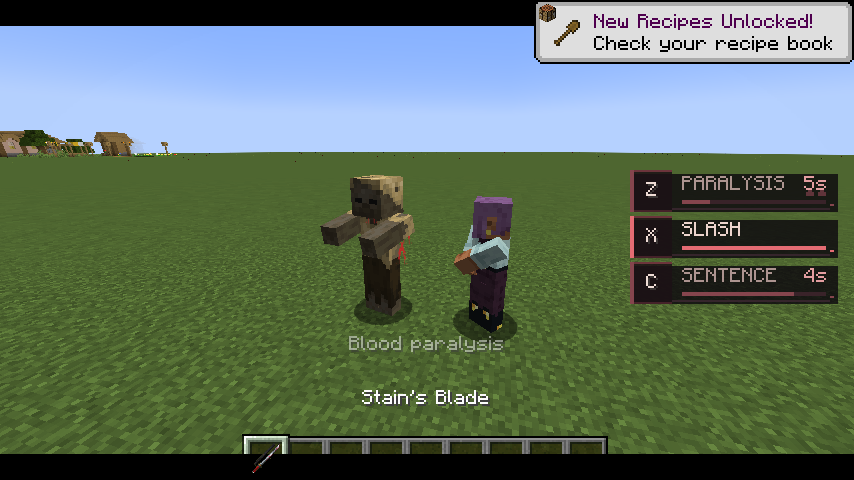 New Recipes Unlocked!
Check your recipe book
Z PARALYSIS 5s
X SLASH
C SENTENCE 4s
Blood paralysis
Stain's Blade